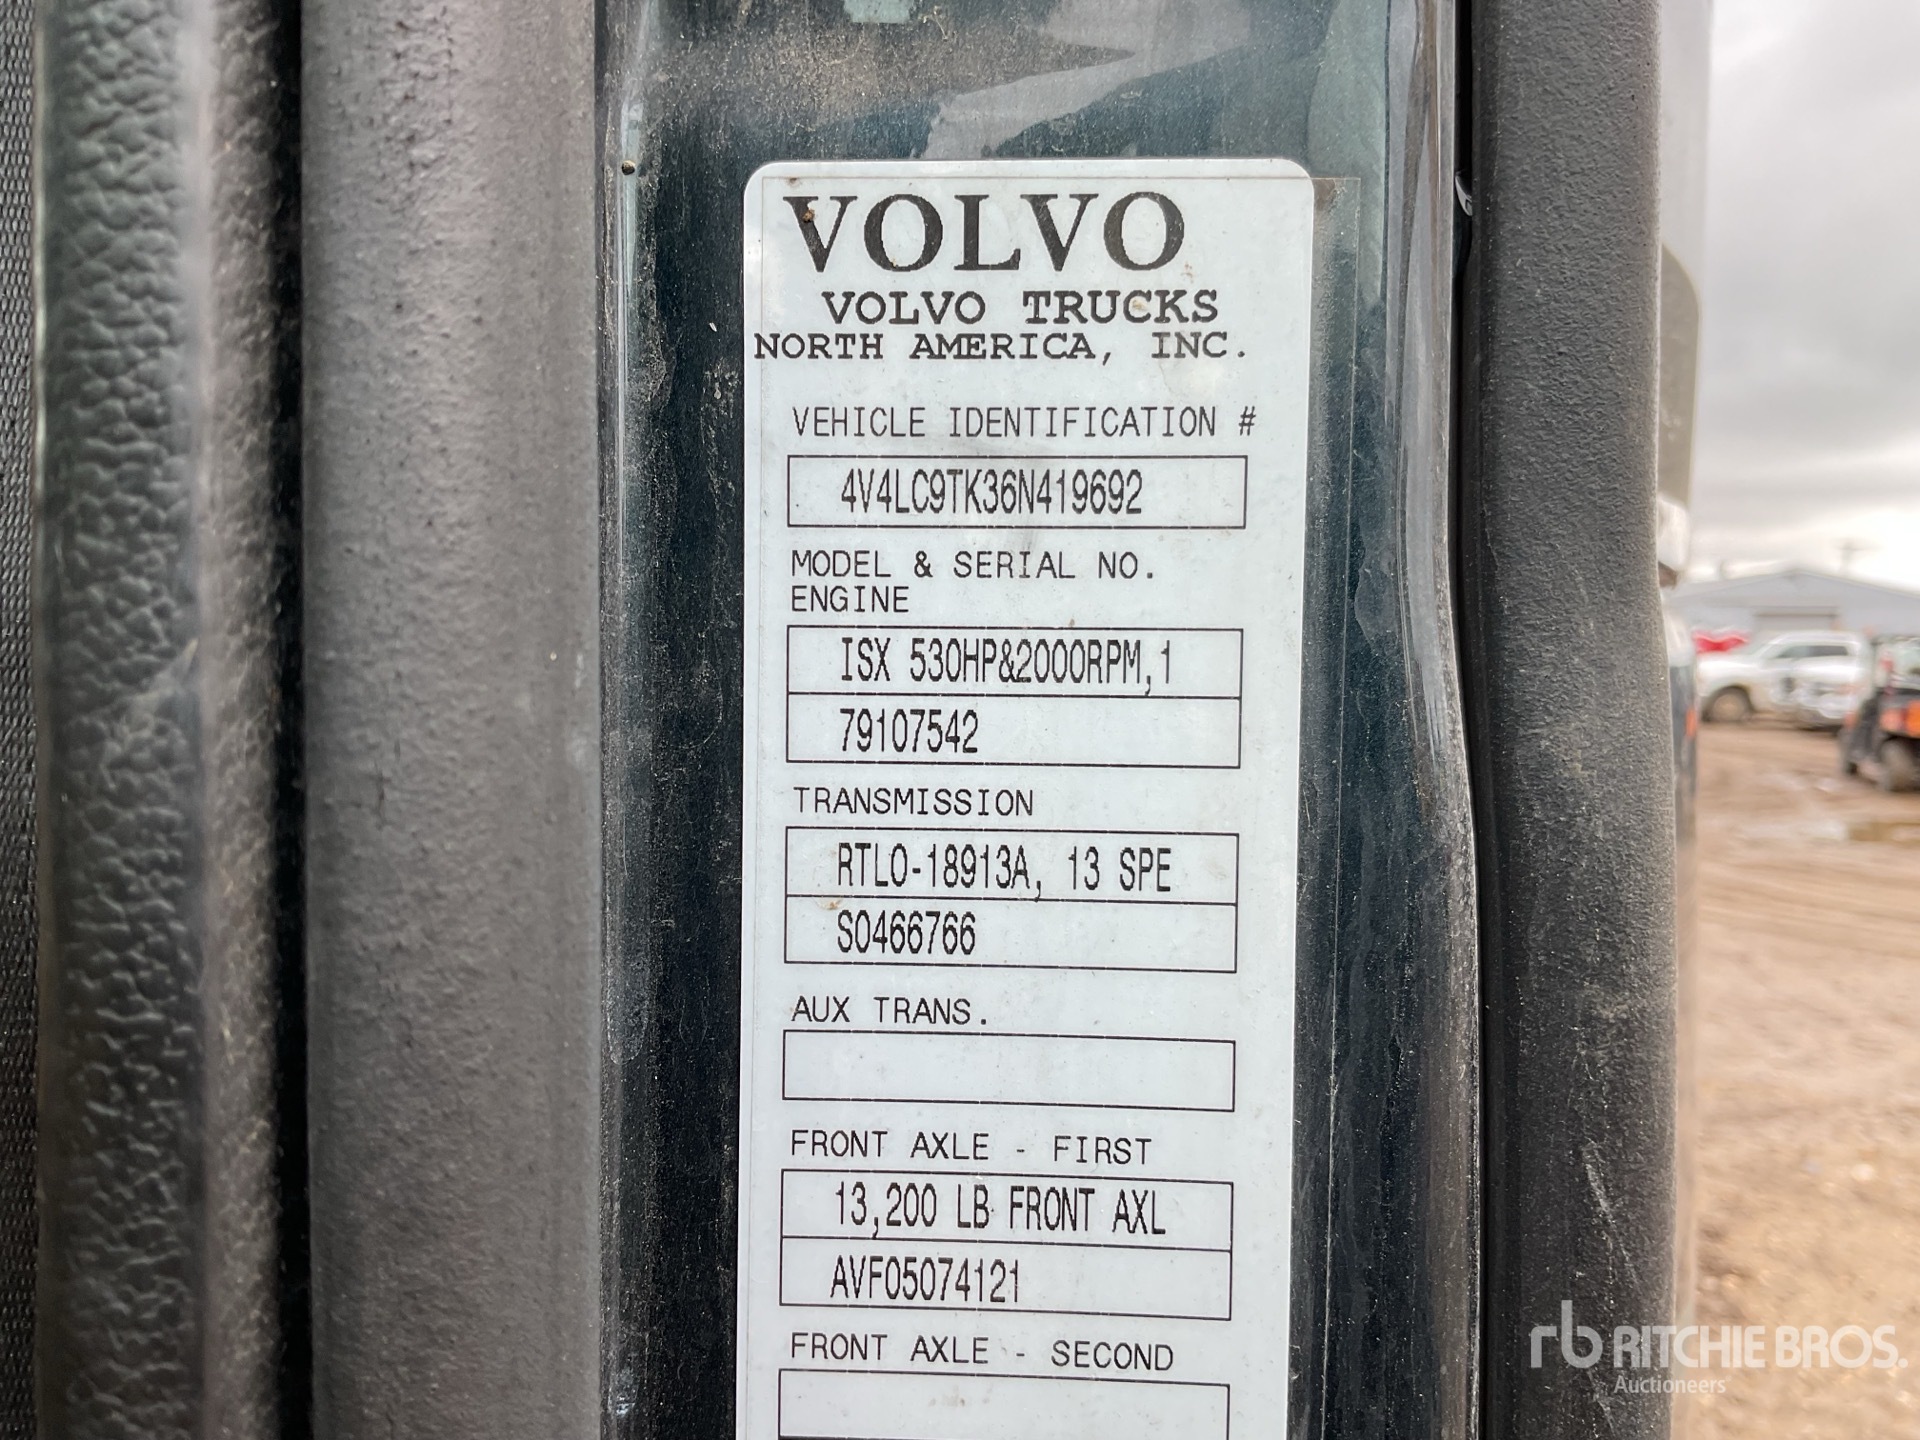 VOLVO
VOLVO TRUCKS
NORTH AMERICA, INC.
VEHICLE IDENTIFICATION #
4V4LC9TK36N419692
MODEL & SERIAL NO.
ENGINE
ISX 530HP&2000RPM,1
79107542
TRANSMISSION
RTLO-18913A, 13 SPE
S0466766
AUX TRANS.
FRONT AXLE - FIRST
13,200 LB FRONT AXL
AVF05074121
FRONT AXLE - SECOND
rb RITCHIE BROS.
Auctioneers